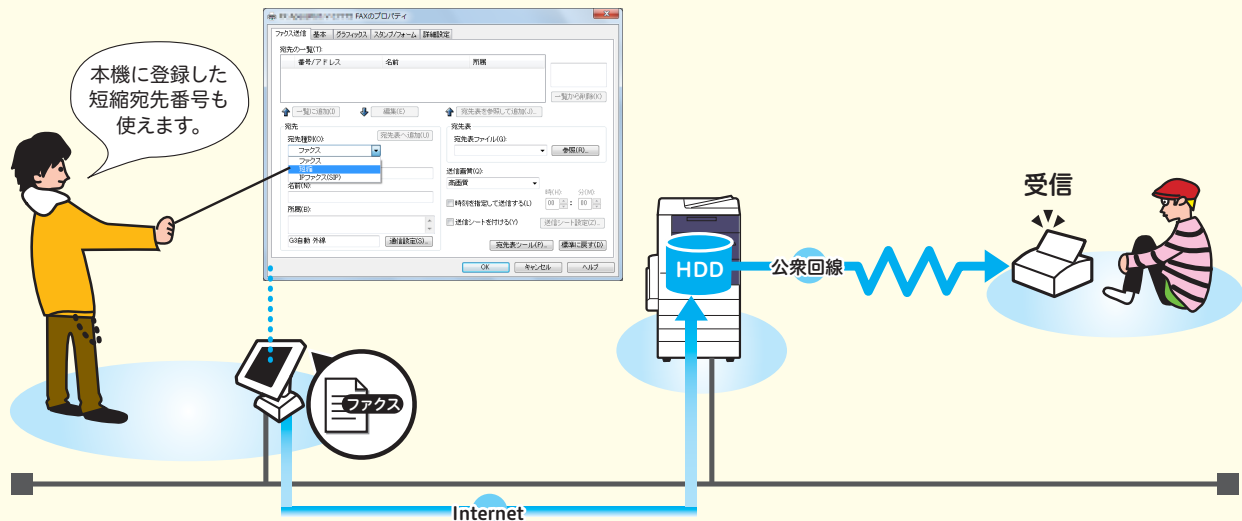 FAXのプロパティ
ファクス送信 基本 グラフィックス スタンプ/フォーム 詳細設定
宛先の一覧(T):
番号/アドレス 名前 所属
一覧から削除(K)
一覧に追加(I) 編集(E) 宛先表を参照して追加(J)...
宛先
宛先種別(O):
宛先表へ追加(U)
ファクス
ファクス
短縮
IPファクス(SIP)
名前(N):
所属(B):
G3自動 外線
通信設定(S)...
宛先表
宛先表ファイル(G):
参照(R)...
送信画質(Q):
高画質
時(H): 分(M):
時刻を指定して送信する(L)
00 : 00
送信シートを付ける(Y)
送信シート設定(Z)...
宛先表ツール(P)... 標準に戻す(D)
OK キャンセル ヘルプ
本機に登録した
短縮宛先番号も
使えます。
受信
HDD
公衆回線
ファクス
Internet